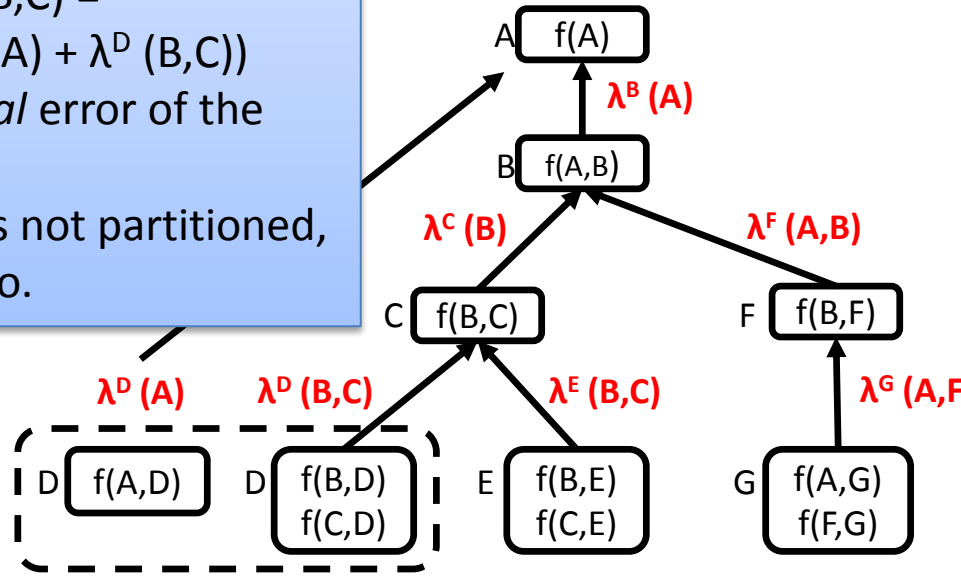 B,C) =
A) + λᴰ (B,C))
al error of the
s not partitioned,
o.
A f(A)
λᴮ (A)
B f(A,B)
λᶜ (B)
λᶠ (A,B)
C f(B,C)
F f(B,F)
λᴰ (A)
λᴰ (B,C)
λᴱ (B,C)
λᴳ (A,F
D f(A,D)
D f(B,D)
f(C,D)
E f(B,E)
f(C,E)
G f(A,G)
f(F,G)